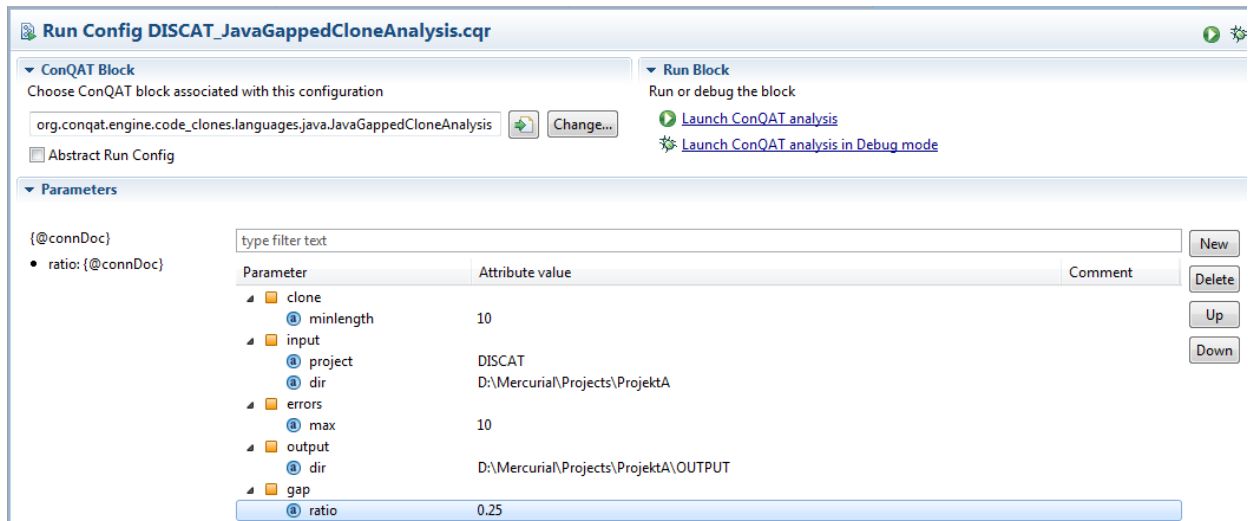 Run Config DISCAT_JavaGappedCloneAnalysis.cqr
ConQAT Block
Choose ConQAT block associated with this configuration
org.conqat.engine.code_clones.languages.java.JavaGappedCloneAnalysis Change...
Abstract Run Config
Run Block
Run or debug the block
Launch ConQAT analysis
Launch ConQAT analysis in Debug mode
Parameters
{@connDoc}
• ratio: {@connDoc}
type filter text
Parameter Attribute value Comment
clone
minlength 10
input
project DISCAT
dir D:\Mercurial\Projects\ProjektA
errors
max 10
output
dir D:\Mercurial\Projects\ProjektA\OUTPUT
gap
ratio 0.25
New
Delete
Up
Down